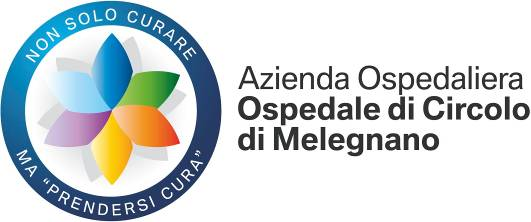 NON SOLO CURARE
MA “PRENDERSI CURA”
Azienda Ospedaliera
Ospedale di Circolo
di Melegnano